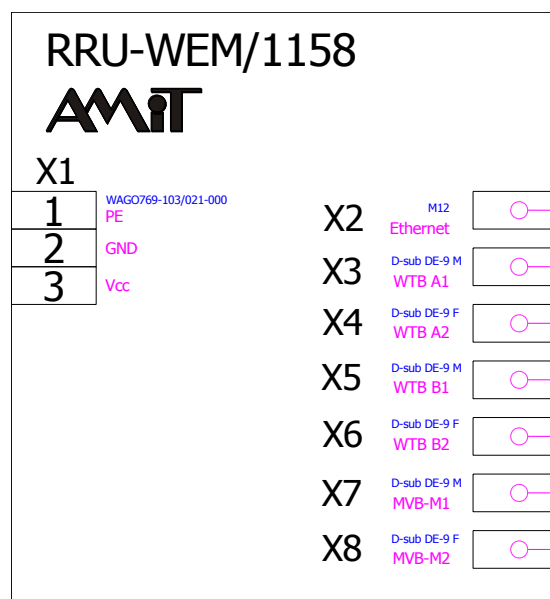 RRU-WEM/1158
AMiT
X1
1 WAGO769-103/021-000
PE
2 GND
3 Vcc
X2 M12
Ethernet
X3 D-sub DE-9 M
WTB A1
X4 D-sub DE-9 F
WTB A2
X5 D-sub DE-9 M
WTB B1
X6 D-sub DE-9 F
WTB B2
X7 D-sub DE-9 M
MVB-M1
X8 D-sub DE-9 F
MVB-M2